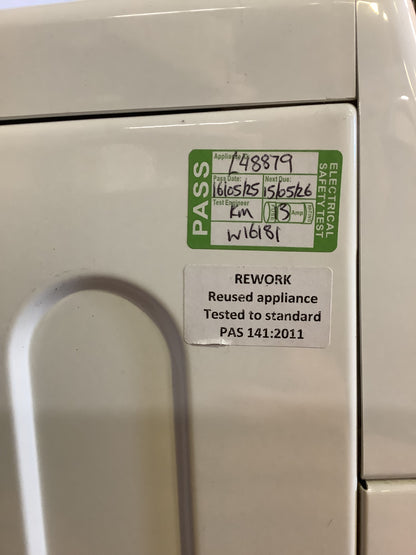 PASS
ELECTRICAL
SAFETY TEST
148879
Pass Date: Next Due:
16/05/25 15/05/26
Test Engineer
KM 13 Amp
W16181
REWORK
Reused appliance
Tested to standard
PAS 141:2011